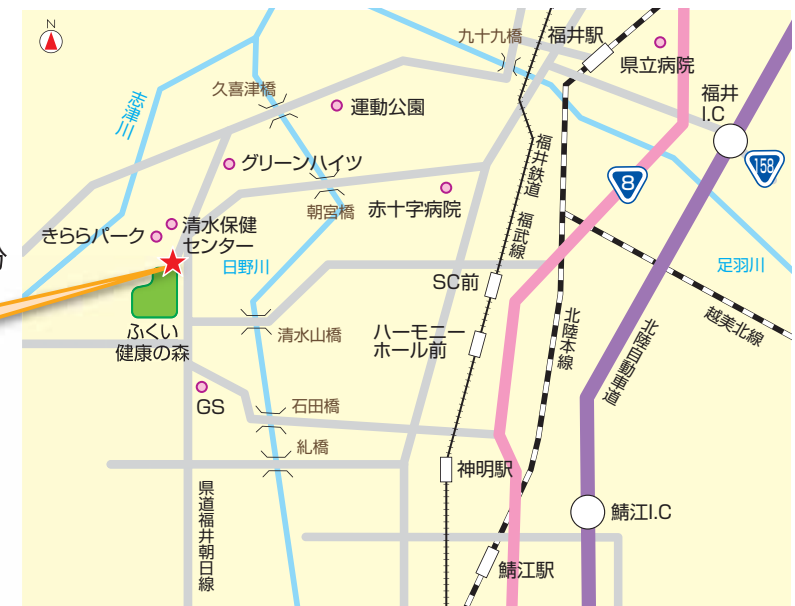 N
九十九橋
福井駅
県立病院
久喜津橋
志津川
運動公園
福井
I.C
158
福井鉄道
福武線
グリーンハイツ
8
朝宮橋
赤十字病院
清水保健
センター
きららパーク
分
日野川
足羽川
SC前
ふくい
健康の森
清水山橋
ハーモニー
ホール前
北陸本線
北陸自動車道
越美北線
GS
石田橋
糺橋
神明駅
県道福井朝日線
鯖江I.C
鯖江駅